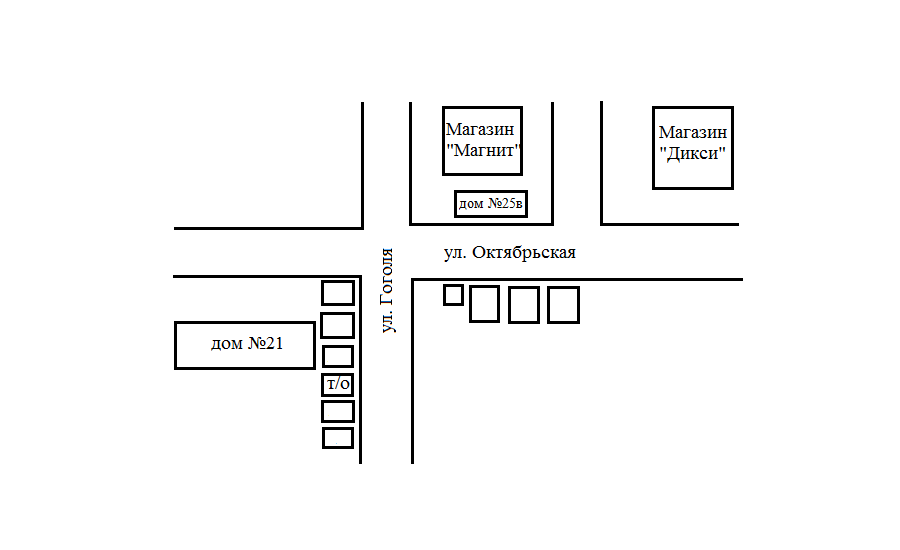 Магазин
"Магнит"
Магазин
"Дикси"
дом №25в
ул. Октябрьская
ул. Гоголя
дом №21
т/о